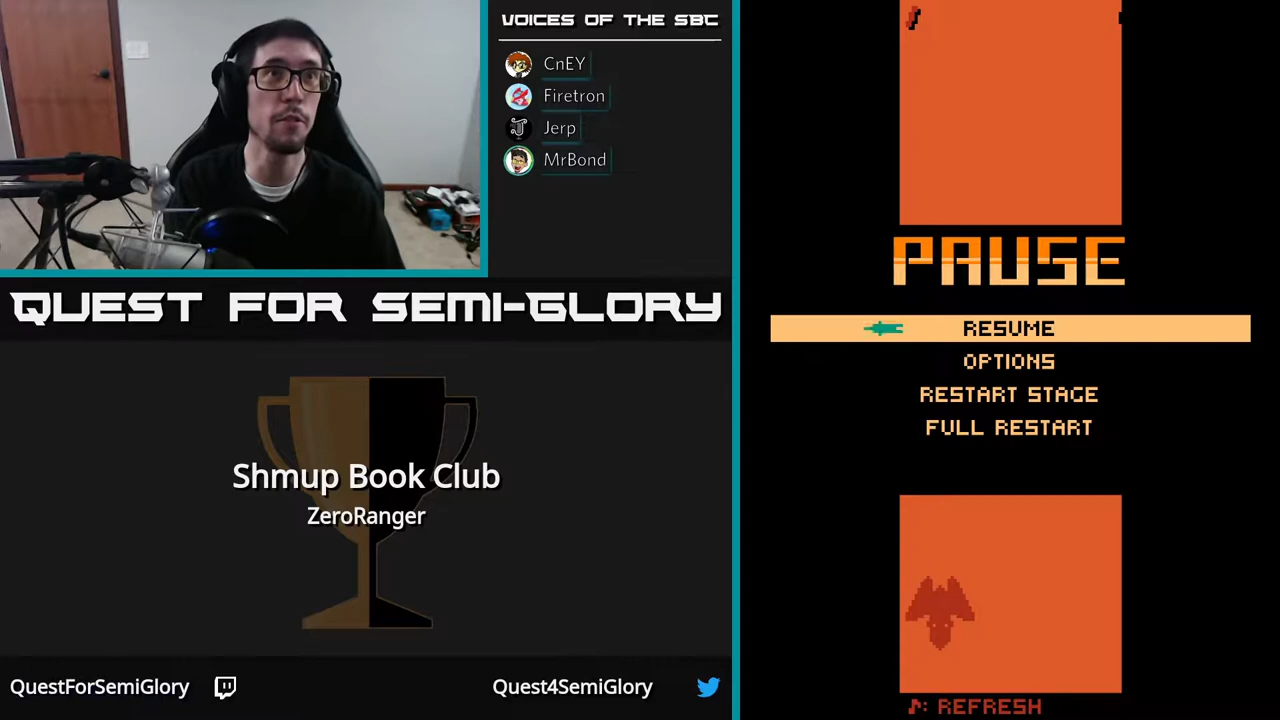 VOICES OF THE SBC
CnEY
Firetron
Jerp
MrBond
QUEST FOR SEMI-GLORY
Shmup Book Club
ZeroRanger
QuestForSemiGlory
Quest4SemiGlory
PAUSE
RESUME
OPTIONS
RESTART STAGE
FULL RESTART
♪: REFRESH